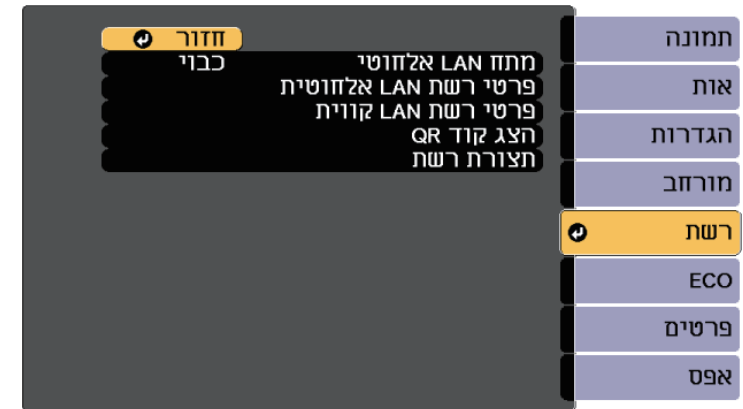 תמונה
אות
הגדרות
מורחב
רשת
ECO
פרטים
אפס
חזור
מתח LAN אלחוטי כבוי
פרטי רשת LAN אלחוטית
פרטי רשת LAN קווית
הצג קוד QR
תצורת רשת